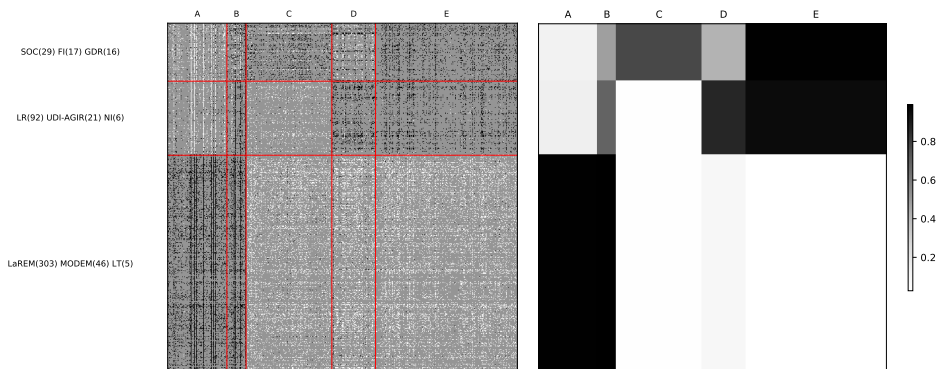 A B C D E
A B C D E
SOC(29) FI(17) GDR(16)
LR(92) UDI-AGIR(21) NI(6)
LaREM(303) MODEM(46) LT(5)
0.8
0.6
0.4
0.2